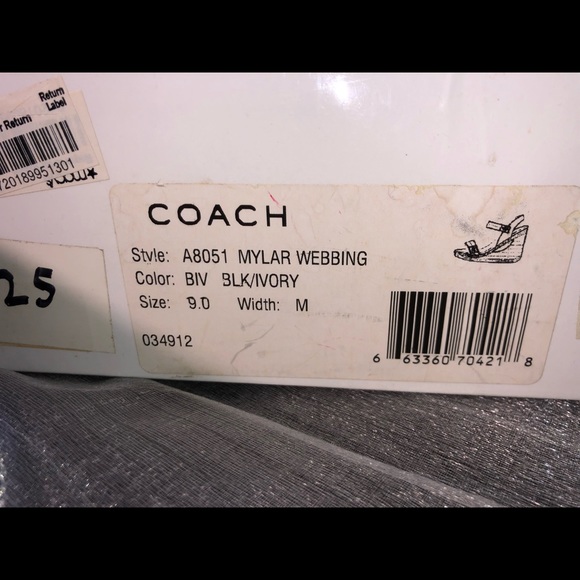 Return
Label
r Return
720189951301
macy
25
COACH
Style: A8051 MYLAR WEBBING
Color: BIV BLK/IVORY
Size: 9.0 Width: M
034912
6 63360 70421 8